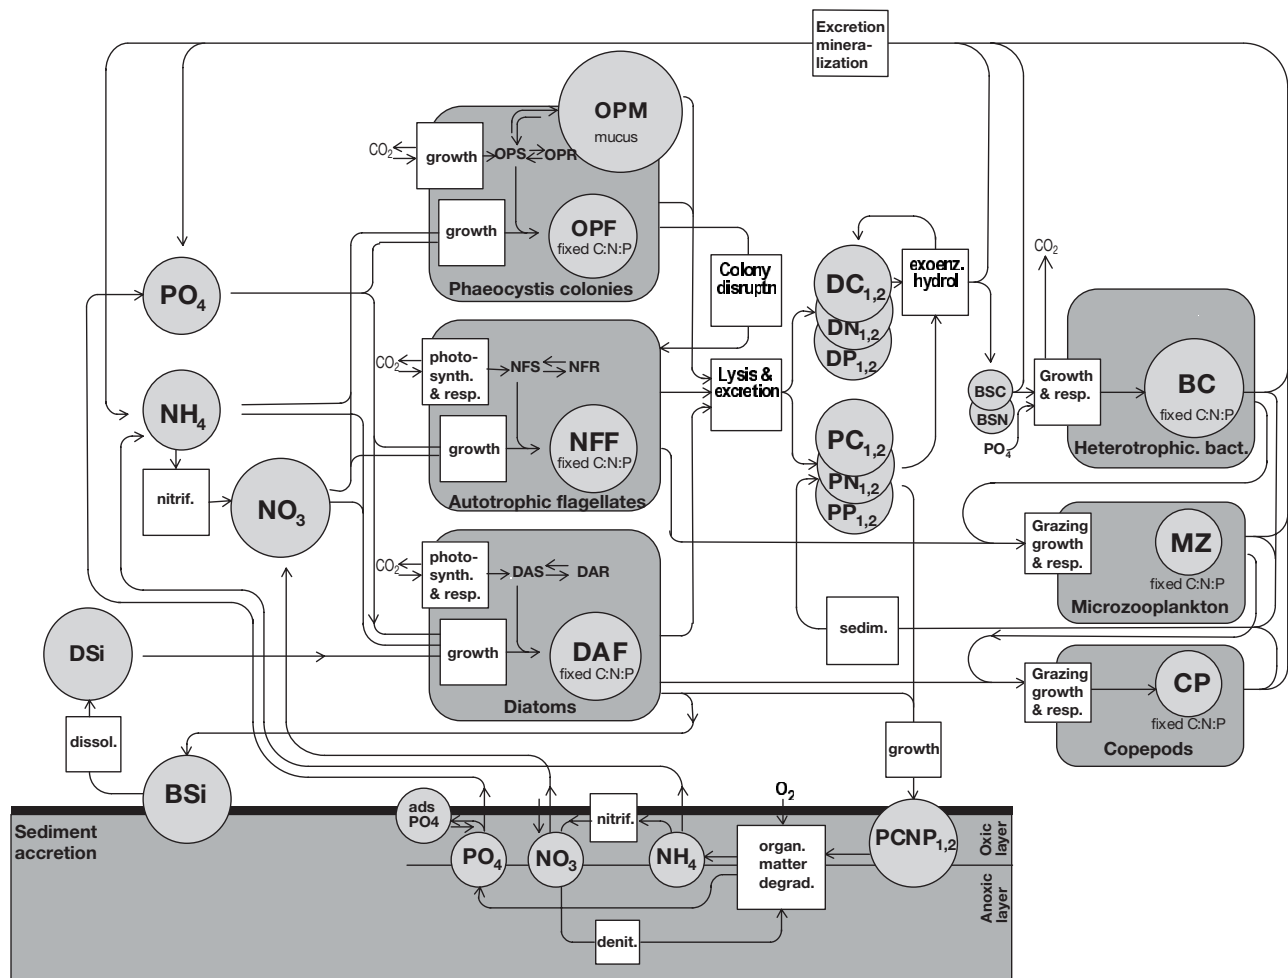 Excretion
minera-
lization
OPM
mucus
CO2
growth
OPS
OPR
growth
OPF
fixed C:N:P
Phaeocystis colonies
PO4
Colony
disruptn
DC1,2
DN1,2
DP1,2
exoenz.
hydrol
CO2
CO2
photo-
synth.
& resp.
NFS
NFR
growth
NFF
fixed C:N:P
Autotrophic flagellates
Lysis &
excretion
NH4
nitrif.
NO3
PC1,2
PN1,2
PP1,2
BSC
BSN
PO4
Growth
& resp.
BC
fixed C:N:P
Heterotrophic. bact.
Grazing
growth
& resp.
MZ
fixed C:N:P
Microzooplankton
CO2
photo-
synth.
& resp.
DAS
DAR
growth
DAF
fixed C:N:P
Diatoms
sedim.
DSi
Grazing
growth
& resp.
CP
fixed C:N:P
Copepods
dissol.
growth
BSi
Sediment
accretion
ads
PO4
PO4
NO3
nitrif.
NH4
O2
organ.
matter
degrad.
PCNP1,2
Oxic
layer
Anoxic
layer
denit.